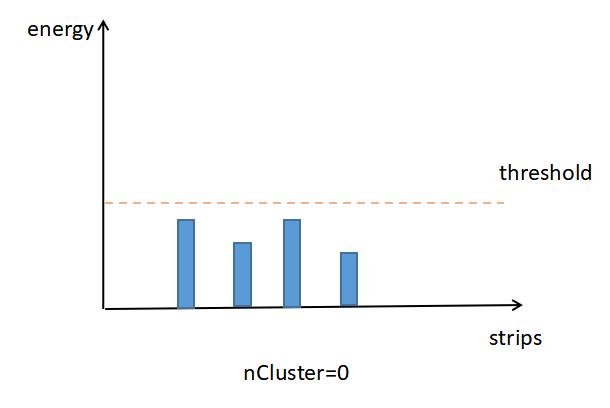 energy
threshold
strips
nCluster=0